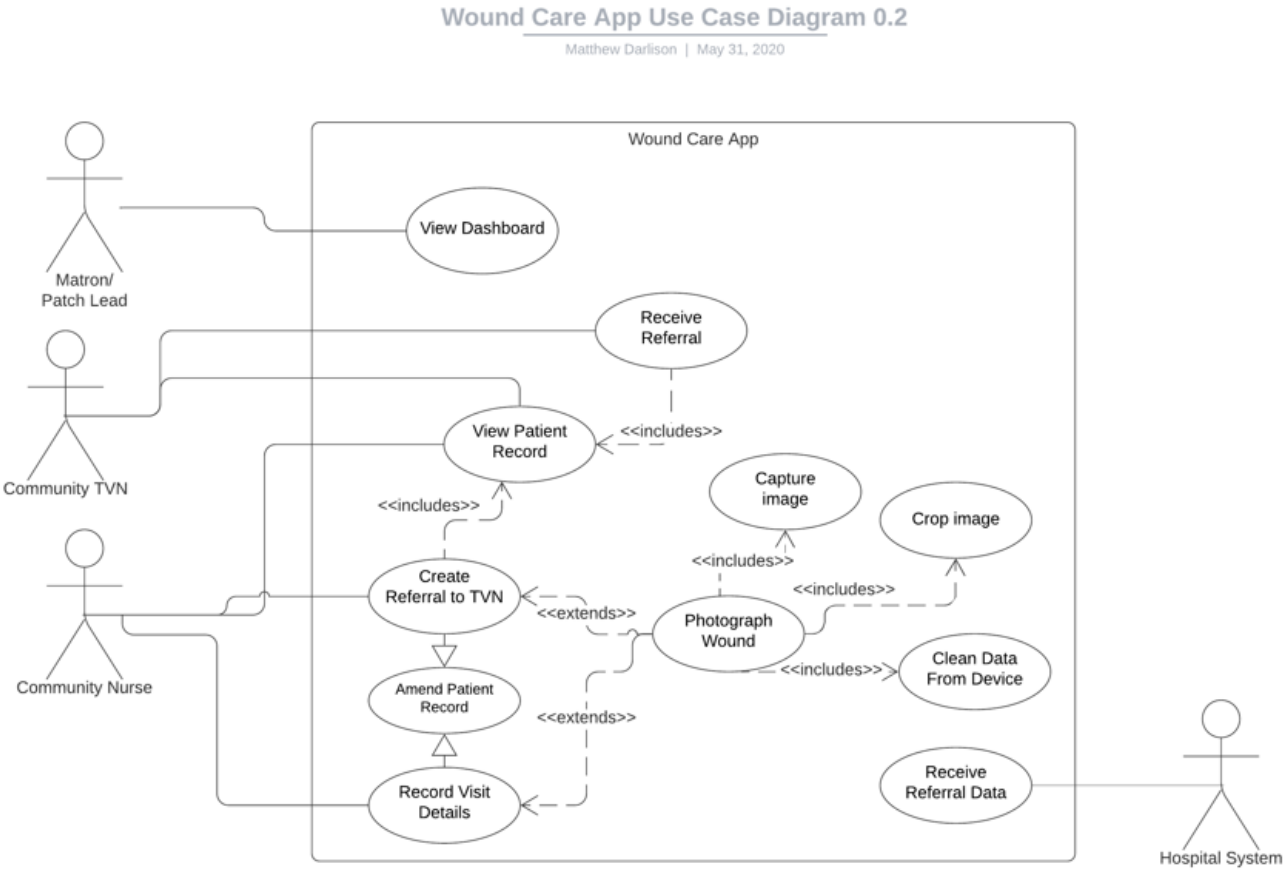 Wound Care App Use Case Diagram 0.2
Matthew Darlison | May 31, 2020
Wound Care App
View Dashboard
Matron/
Patch Lead
Receive
Referral
<<includes>>
View Patient
Record
Community TVN
<<includes>>
Capture
image
Crop image
<<includes>>
<<includes>>
Create
Referral to TVN
<<extends>>
Photograph
Wound
Community Nurse
Amend Patient
Record
<<extends>>
<<includes>>
Clean Data
From Device
Record Visit
Details
Receive
Referral Data
Hospital System